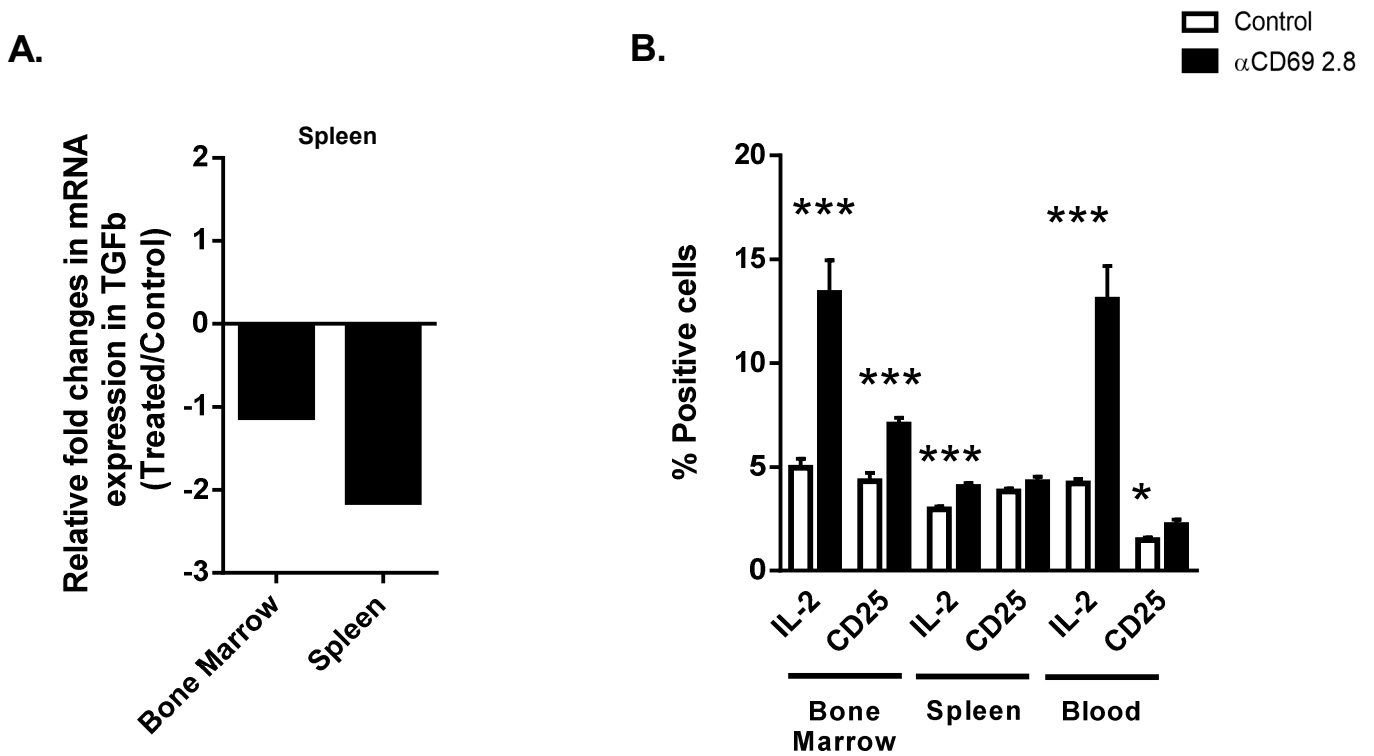 A.
Spleen
Relative fold changes in mRNA
expression in TGFb
(Treated/Control)
2
1
0
-1
-2
-3
Bone Marrow
Spleen
B.
Control
αCD69 2.8
% Positive cells
20
15
10
5
0
***
***
***
***
*
IL-2
CD25
IL-2
CD25
IL-2
CD25
Bone
Marrow
Spleen
Blood